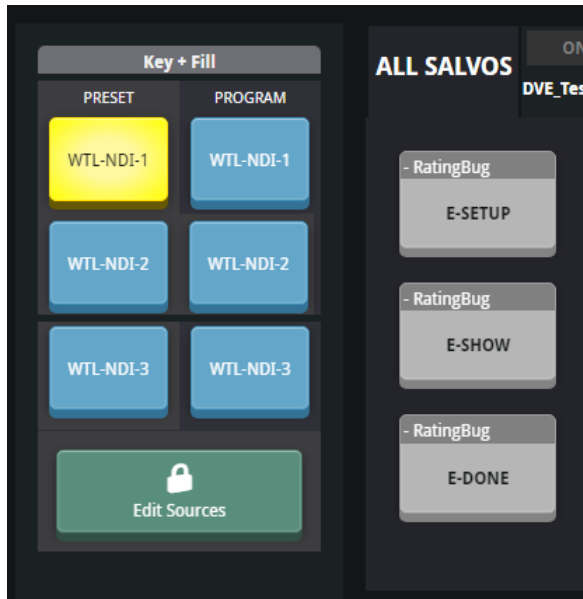 Key + Fill
PRESET PROGRAM
WTL-NDI-1 WTL-NDI-1
WTL-NDI-2 WTL-NDI-2
WTL-NDI-3 WTL-NDI-3
Edit Sources
ALL SALVOS
- RatingBug
E-SETUP
- RatingBug
E-SHOW
- RatingBug
E-DONE